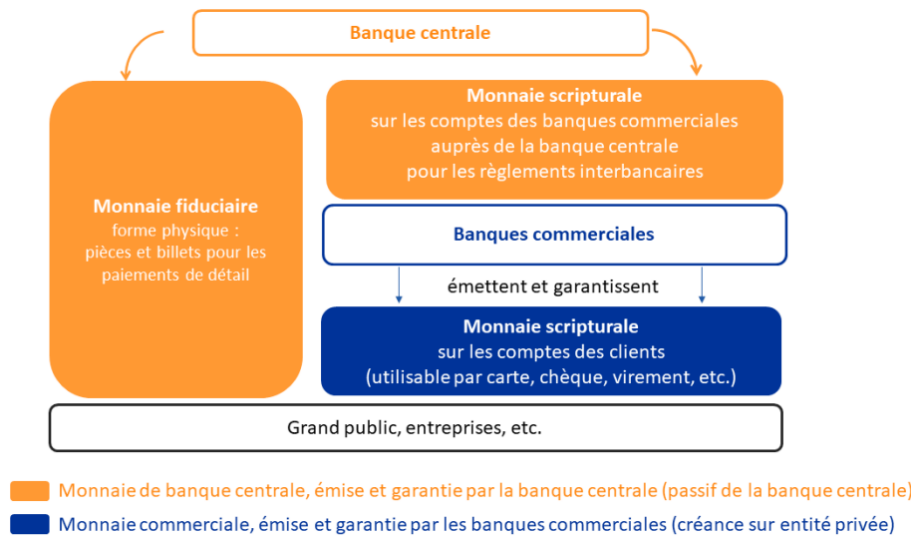 Banque centrale
Monnaie fiduciaire
forme physique :
pièces et billets pour les
paiements de détail
Monnaie scripturale
sur les comptes des banques commerciales
auprès de la banque centrale
pour les règlements interbancaires
Banques commerciales
émettent et garantissent
Monnaie scripturale
sur les comptes des clients
(utilisable par carte, chèque, virement, etc.)
Grand public, entreprises, etc.
Monnaie de banque centrale, émise et garantie par la banque centrale (passif de la banque centrale)
Monnaie commerciale, émise et garantie par les banques commerciales (créance sur entité privée)